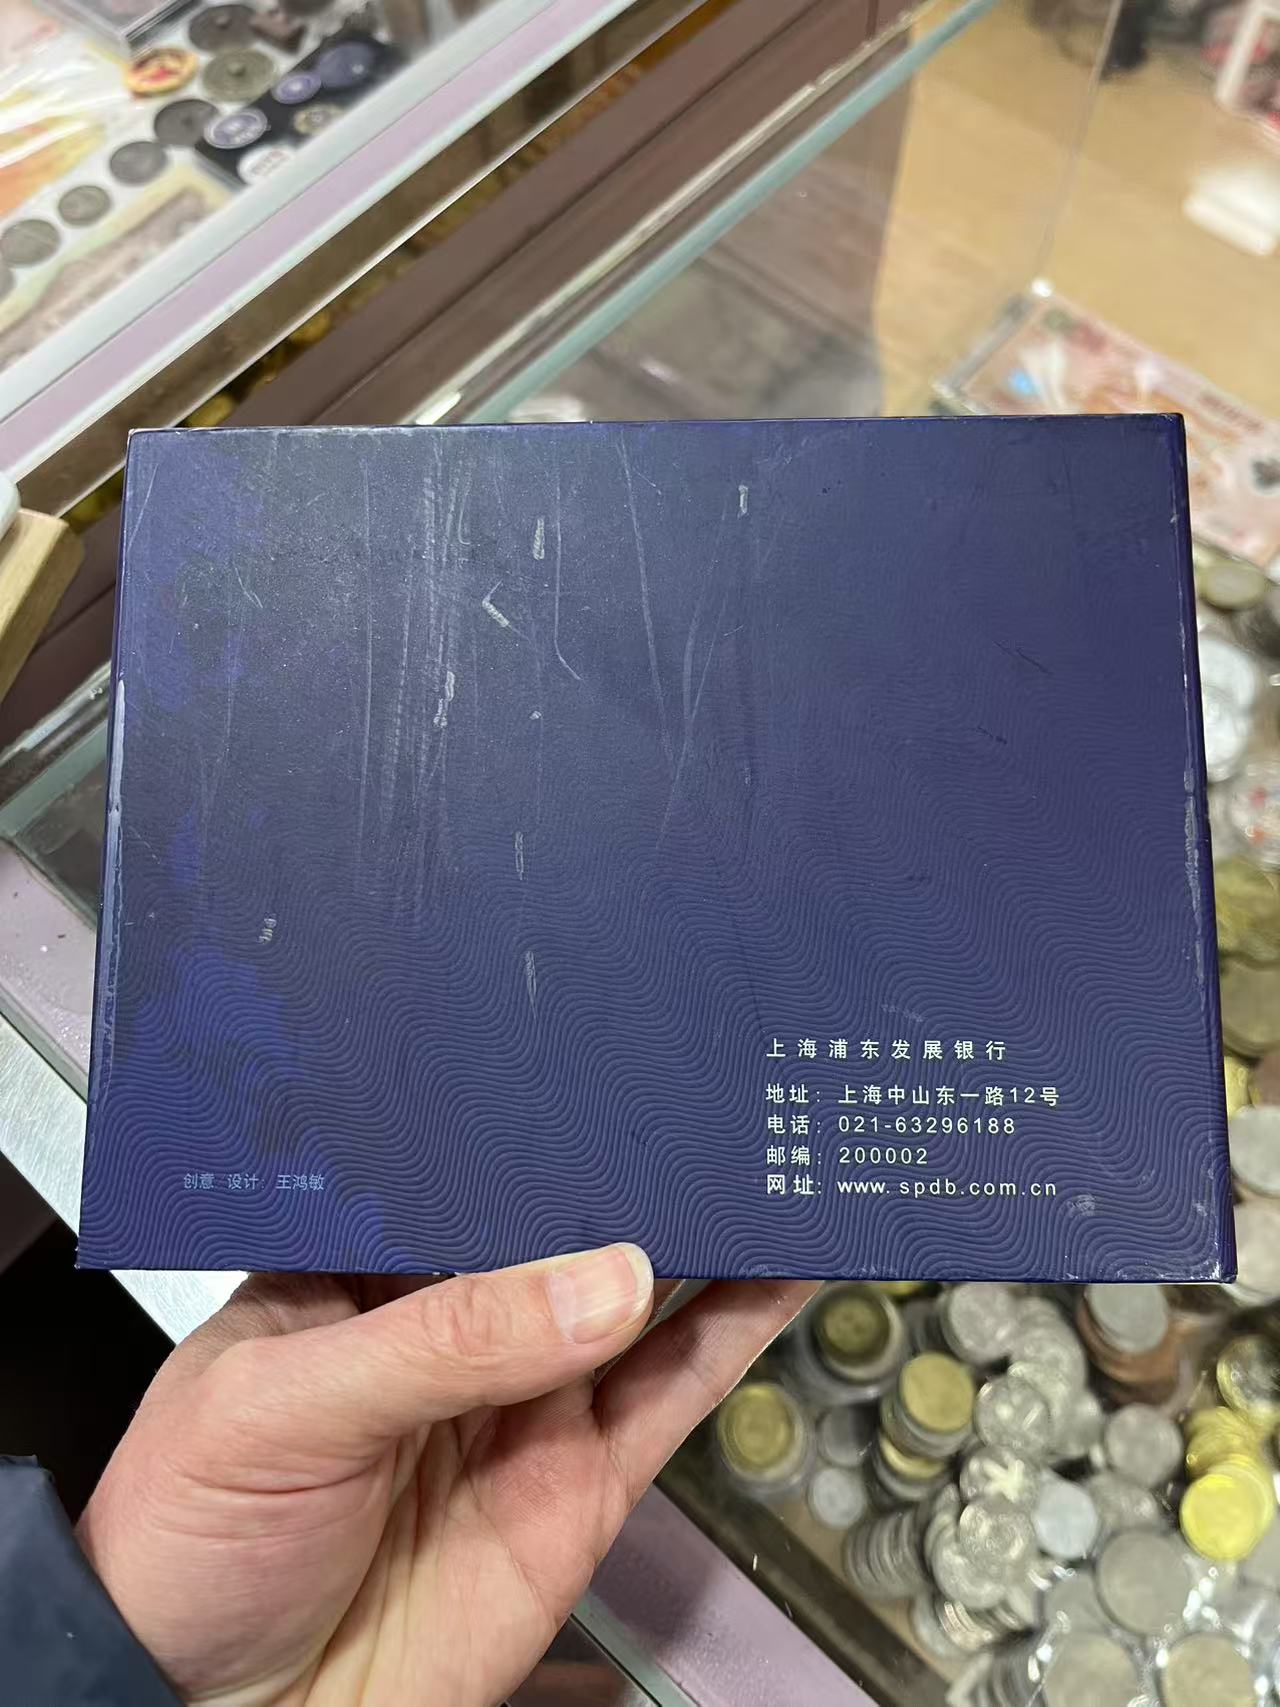 上海浦东发展银行
地址：上海中山东一路12号
电话：021-63296188
邮编：200002
网址：www.spdb.com.cn
创意 设计：王鸿敏